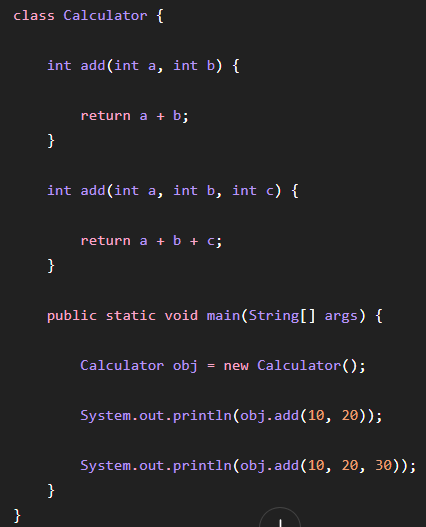 class Calculator {
    int add(int a, int b) {
        return a + b;
    }
    int add(int a, int b, int c) {
        return a + b + c;
    }
    public static void main(String[] args) {
        Calculator obj = new Calculator();
        System.out.println(obj.add(10, 20));
        System.out.println(obj.add(10, 20, 30));
    }
}